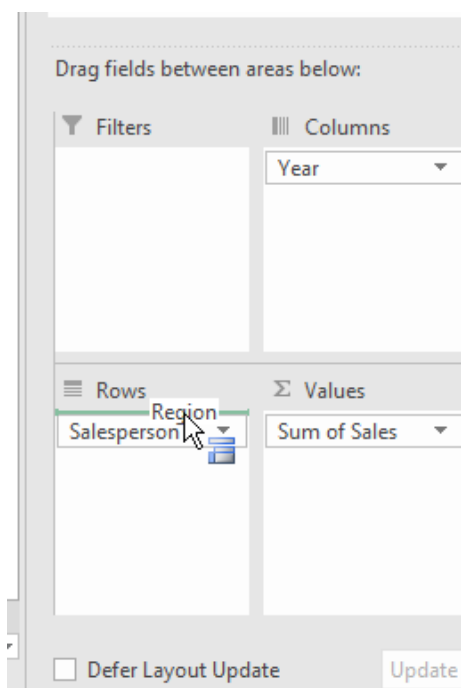 Drag fields between areas below:
Filters
Columns
Year
Rows
Σ Values
Region
Salesperson
Sum of Sales
Defer Layout Update
Update